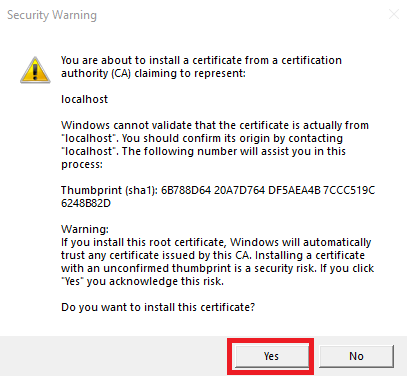 Security Warning
You are about to install a certificate from a certification
authority (CA) claiming to represent:
localhost
Windows cannot validate that the certificate is actually from
"localhost". You should confirm its origin by contacting
"localhost". The following number will assist you in this
process:
Thumbprint (sha1): 6B788D64 20A7D764 DF5AEA4B 7CCC519C
6248B82D
Warning:
If you install this root certificate, Windows will automatically
trust any certificate issued by this CA. Installing a certificate
with an unconfirmed thumbprint is a security risk. If you click
"Yes" you acknowledge this risk.
Do you want to install this certificate?
Yes
No